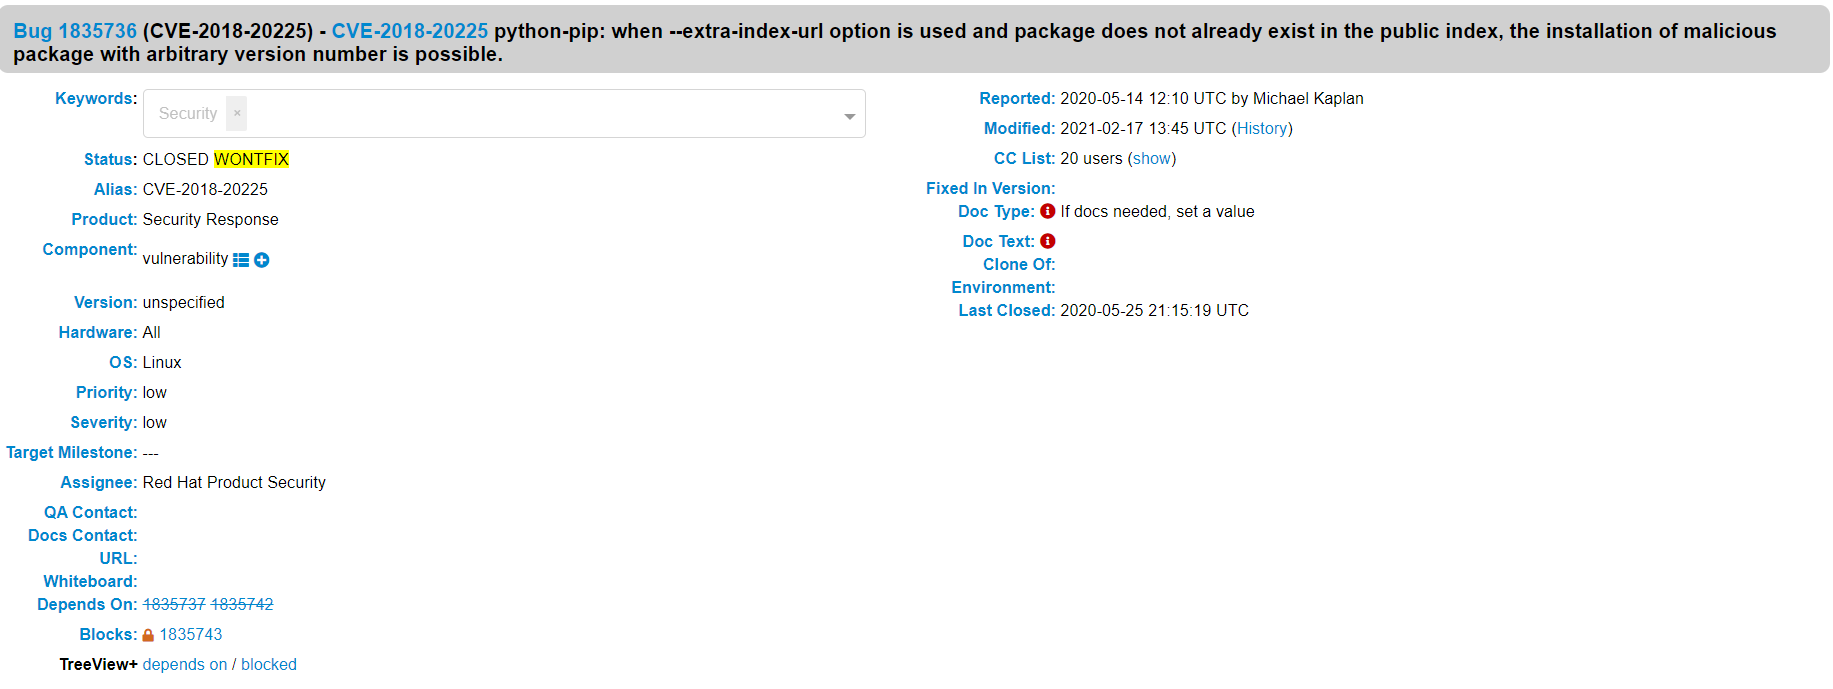 Bug 1835736 (CVE-2018-20225) - CVE-2018-20225 python-pip: when --extra-index-url option is used and package does not already exist in the public index, the installation of malicious
package with arbitrary version number is possible.
Keywords: Security ×
Status: CLOSED WONTFIX
Alias: CVE-2018-20225
Product: Security Response
Component: vulnerability
Version: unspecified
Hardware: All
OS: Linux
Priority: low
Severity: low
Target Milestone: ---
Assignee: Red Hat Product Security
QA Contact:
Docs Contact:
URL:
Whiteboard:
Depends On: 1835737 1835742
Blocks: 1835743
TreeView+ depends on / blocked
Reported: 2020-05-14 12:10 UTC by Michael Kaplan
Modified: 2021-02-17 13:45 UTC (History)
CC List: 20 users (show)
Fixed In Version:
Doc Type: If docs needed, set a value
Doc Text:
Clone Of:
Environment:
Last Closed: 2020-05-25 21:15:19 UTC